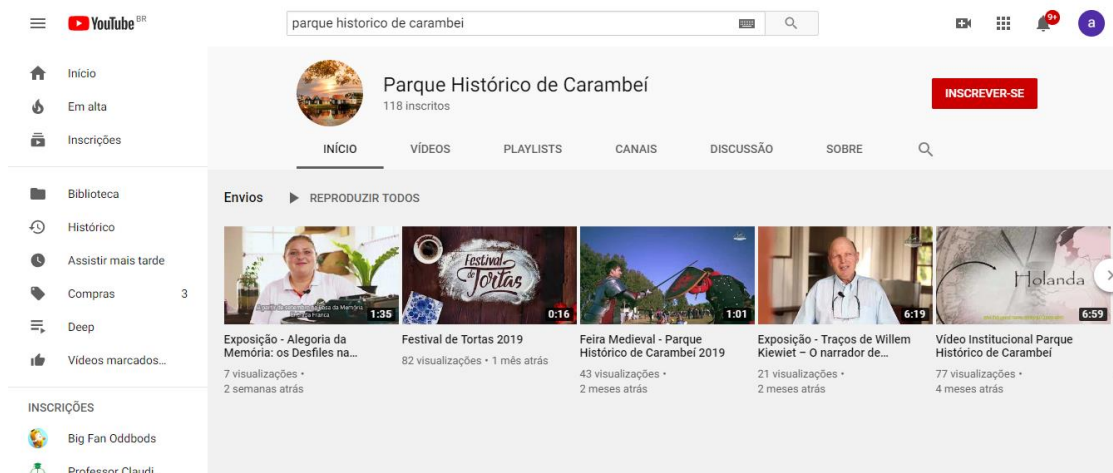 YouTube BR
parque historico de carambei
9+
a
Início
Em alta
Inscrições
Biblioteca
Histórico
Assistir mais tarde
Compras 3
Deep
Vídeos marcados...
INSCRIÇÕES
Big Fan Oddbods
Professor Claudi
Parque Histórico de Carambeí
118 inscritos
INSCREVER-SE
INÍCIO VÍDEOS PLAYLISTS CANAIS DISCUSSÃO SOBRE
Envios REPRODUZIR TODOS
1:35
Exposição - Alegoria da
Memória: os Desfiles na...
7 visualizações •
2 semanas atrás
Festival
de Tortas
0:16
Festival de Tortas 2019
82 visualizações • 1 mês atrás
1:01
Feira Medieval - Parque
Histórico de Carambeí 2019
43 visualizações •
2 meses atrás
6:19
Exposição - Traços de Willem
Kiewiet – O narrador de...
21 visualizações •
2 meses atrás
Holanda
6:59
Vídeo Institucional Parque
Histórico de Carambeí
77 visualizações •
4 meses atrás